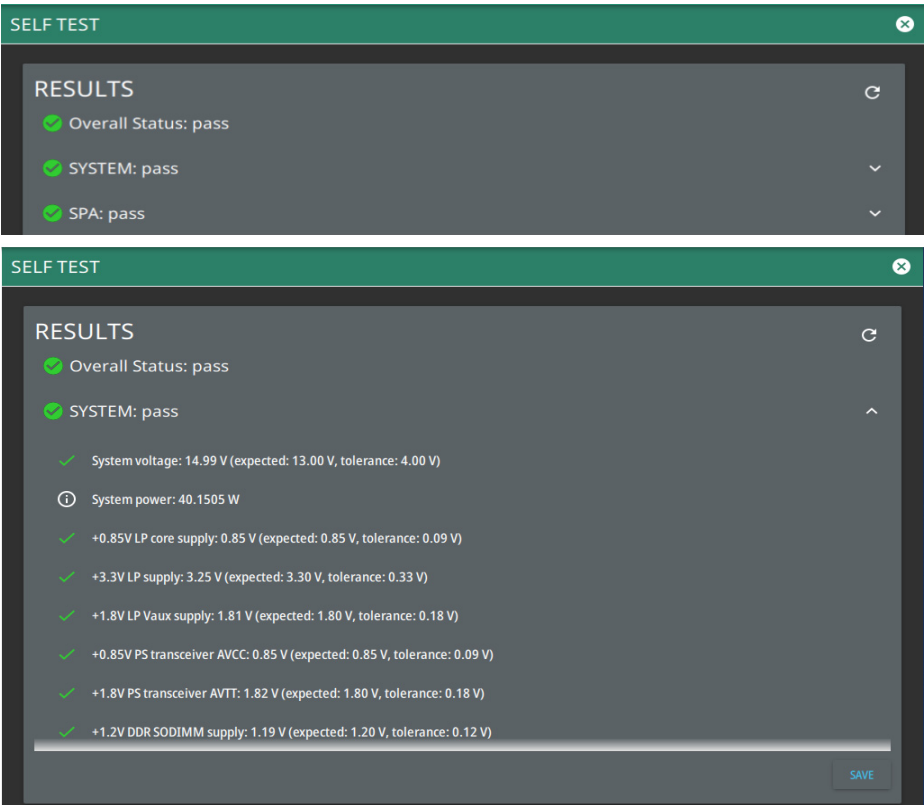 SELF TEST
RESULTS
Overall Status: pass
SYSTEM: pass
SPA: pass
SELF TEST
RESULTS
Overall Status: pass
SYSTEM: pass
System voltage: 14.99 V (expected: 13.00 V, tolerance: 4.00 V)
System power: 40.1505 W
+0.85V LP core supply: 0.85 V (expected: 0.85 V, tolerance: 0.09 V)
+3.3V LP supply: 3.25 V (expected: 3.30 V, tolerance: 0.33 V)
+1.8V LP Vaux supply: 1.81 V (expected: 1.80 V, tolerance: 0.18 V)
+0.85V PS transceiver AVCC: 0.85 V (expected: 0.85 V, tolerance: 0.09 V)
+1.8V PS transceiver AVTT: 1.82 V (expected: 1.80 V, tolerance: 0.18 V)
+1.2V DDR SODIMM supply: 1.19 V (expected: 1.20 V, tolerance: 0.12 V)
SAVE